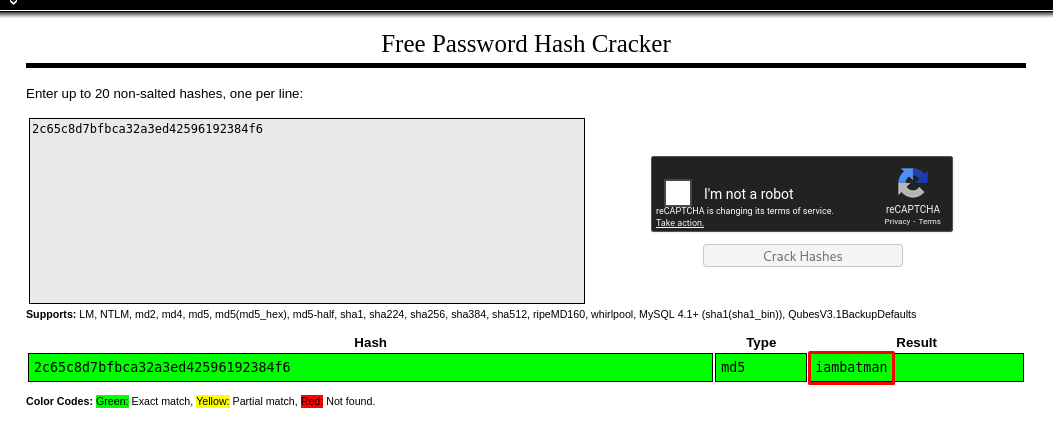 Free Password Hash Cracker
Enter up to 20 non-salted hashes, one per line:
2c65c8d7bfbca32a3ed42596192384f6
I'm not a robot
reCAPTCHA is changing its terms of service.
Take action.
reCAPTCHA
Privacy - Terms
Crack Hashes
Supports: LM, NTLM, md2, md4, md5, md5(md5_hex), md5-half, sha1, sha224, sha256, sha384, sha512, ripeMD160, whirlpool, MySQL 4.1+ (sha1(sha1_bin)), QubesV3.1BackupDefaults
Hash Type Result
2c65c8d7bfbca32a3ed42596192384f6 md5 iambatman
Color Codes: Green: Exact match, Yellow: Partial match, Red: Not found.